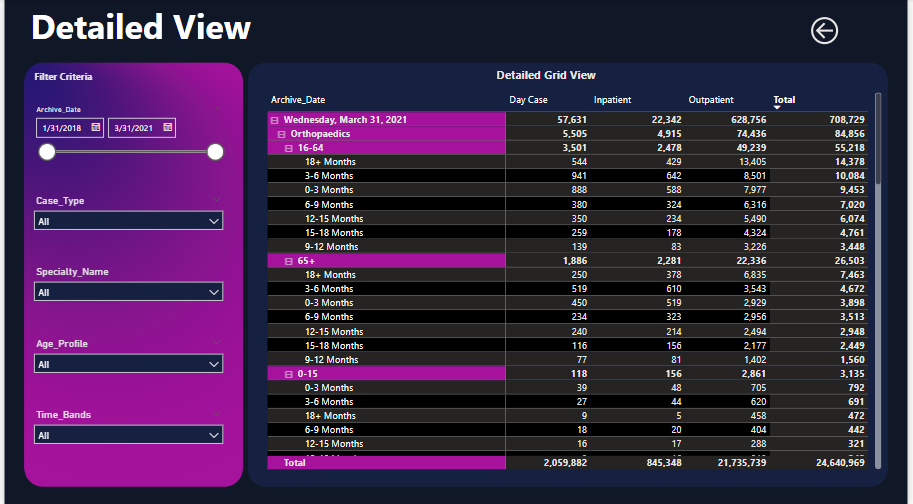 Detailed View
Filter Criteria
Archive_Date
1/31/2018 3/31/2021
Case_Type
All
Specialty_Name
All
Age_Profile
All
Time_Bands
All
Detailed Grid View
Archive_Date Day Case Inpatient Outpatient Total
Wednesday, March 31, 2021 57,631 22,342 628,756 708,729
Orthopaedics 5,505 4,915 74,436 84,856
16-64 3,501 2,478 49,239 55,218
18+ Months 544 429 13,405 14,378
3-6 Months 941 642 8,501 10,084
0-3 Months 888 588 7,977 9,453
6-9 Months 380 324 6,316 7,020
12-15 Months 350 234 5,490 6,074
15-18 Months 259 178 4,324 4,761
9-12 Months 139 83 3,226 3,448
65+ 1,886 2,281 22,336 26,503
18+ Months 250 378 6,835 7,463
3-6 Months 519 610 3,543 4,672
0-3 Months 450 519 2,929 3,898
6-9 Months 234 323 2,956 3,513
12-15 Months 240 214 2,494 2,948
15-18 Months 116 156 2,177 2,449
9-12 Months 77 81 1,402 1,560
0-15 118 156 2,861 3,135
0-3 Months 39 48 705 792
3-6 Months 27 44 620 691
18+ Months 9 5 458 472
6-9 Months 18 20 404 442
12-15 Months 16 17 288 321
Total 2,059,882 845,348 21,735,739 24,640,969